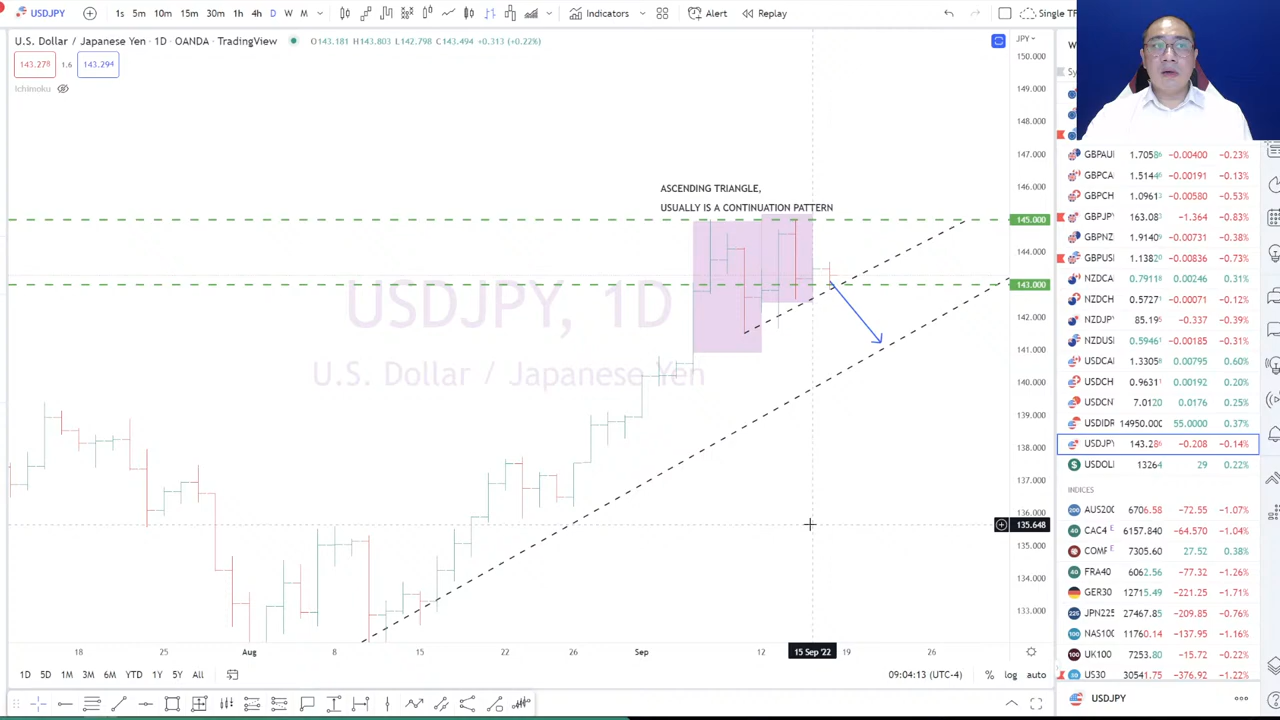 USDJPY 1s 5m 10m 15m 30m 1h 4h D W M Indicators Alert Replay Single TF
U.S. Dollar / Japanese Yen · 1D · OANDA · TradingView O143.181 H143.803 L142.798 C143.494 +0.313 (+0.22%) JPY
143.278 1.6 143.294
Ichimoku
150.000
149.000
148.000
147.000
146.000
145.000
144.000
143.000
142.000
141.000
140.000
139.000
138.000
137.000
136.000
135.648
135.000
134.000
133.000
ASCENDING TRIANGLE,
USUALLY IS A CONTINUATION PATTERN
USDJPY, 1D
U.S. Dollar / Japanese Yen
18 25 Aug 8 15 22 Sep 12 15 Sep '22 19 26
1D 5D 1M 3M 6M YTD 1Y 5Y All 09:04:13 (UTC-4) % log auto
GBPAU 1.7058 −0.00400 −0.23%
GBPCA 1.5144 −0.00191 −0.13%
GBPCH 1.0961 −0.00580 −0.53%
GBPJP 163.08 −1.364 −0.83%
GBPNZ 1.9140 −0.00731 −0.38%
GBPUS 1.1382 −0.00836 −0.73%
NZDCA 0.7911 0.00246 0.31%
NZDCH 0.5727 −0.00071 −0.12%
NZDJP 85.19 −0.337 −0.39%
NZDUS 0.5946 −0.00185 −0.31%
USDCA 1.3305 0.00795 0.60%
USDCH 0.9631 0.00192 0.20%
USDCN 7.0120 0.0176 0.25%
USDIDR 14950.00 55.0000 0.37%
USDJPY 143.28 −0.208 −0.14%
USDOL 13264 29 0.22%
INDICES
AUS200 6706.58 −72.55 −1.07%
CAC4 6157.840 −64.570 −1.04%
COMP 7305.60 27.52 0.38%
FRA40 6062.56 −77.32 −1.26%
GER30 12715.49 −221.25 −1.71%
JPN225 27467.85 −209.85 −0.76%
NAS100 11760.14 −137.95 −1.16%
UK100 7253.80 −15.72 −0.22%
US30 30541.75 −376.92 −1.22%
USDJPY